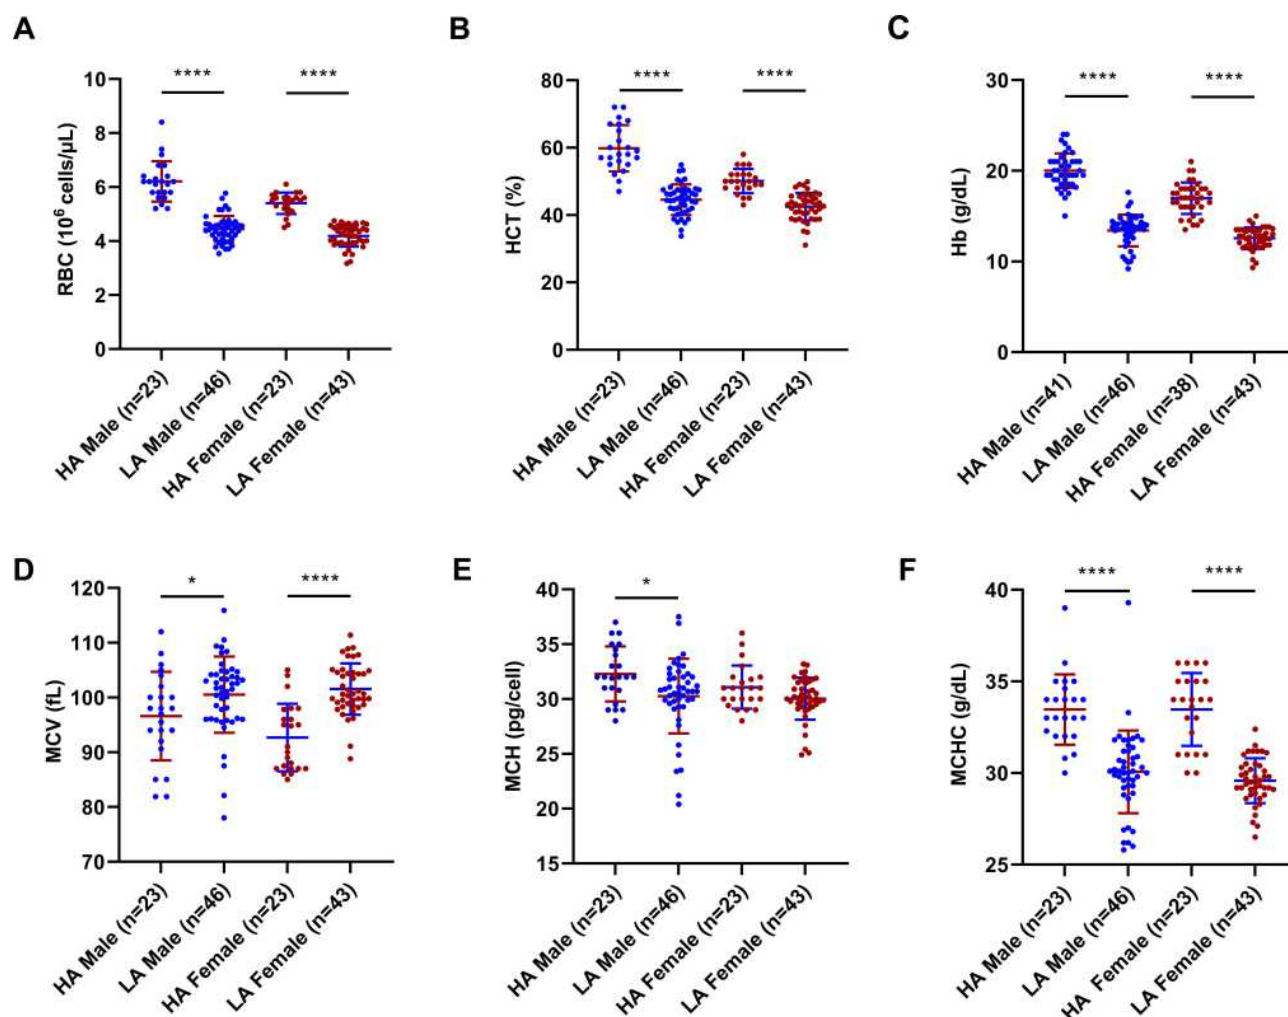 A
RBC (10⁶ cells/µL)
10
8
6
4
2
0
****
****
HA Male (n=23)
LA Male (n=46)
HA Female (n=23)
LA Female (n=43)
B
HCT (%)
80
60
40
20
0
****
****
HA Male (n=23)
LA Male (n=46)
HA Female (n=23)
LA Female (n=43)
C
Hb (g/dL)
30
20
10
0
****
****
HA Male (n=41)
LA Male (n=46)
HA Female (n=38)
LA Female (n=43)
D
MCV (fL)
120
110
100
90
80
70
*
****
HA Male (n=23)
LA Male (n=46)
HA Female (n=23)
LA Female (n=43)
E
MCH (pg/cell)
40
35
30
25
20
15
*
HA Male (n=23)
LA Male (n=46)
HA Female (n=23)
LA Female (n=43)
F
MCHC (g/dL)
40
35
30
25
****
****
HA Male (n=23)
LA Male (n=46)
HA Female (n=23)
LA Female (n=43)